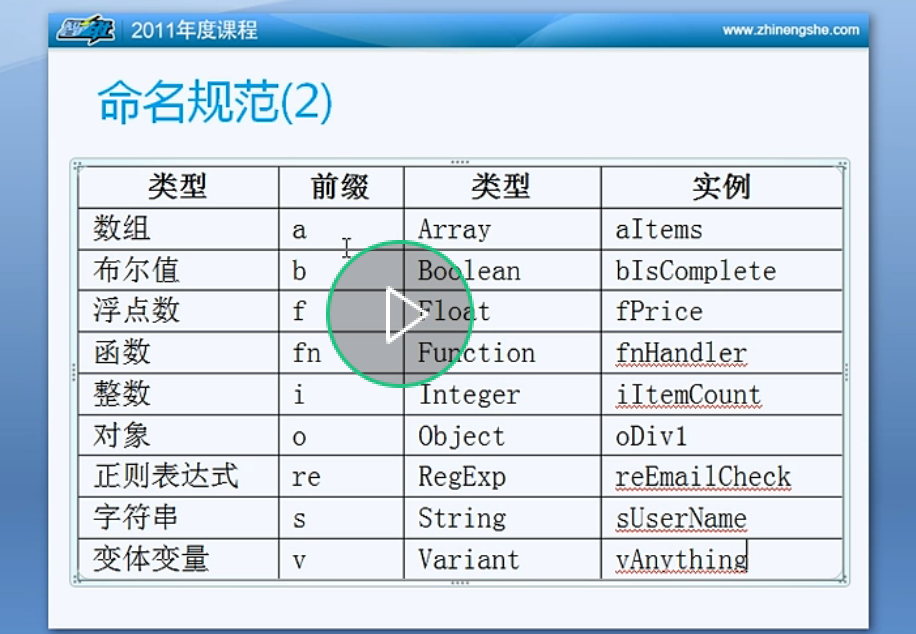 智能社 2011年度课程 www.zhinengshe.com
命名规范(2)
类型 前缀 类型 实例
数组 a Array aItems
布尔值 b Boolean bIsComplete
浮点数 f Float fPrice
函数 fn Function fnHandler
整数 i Integer iItemCount
对象 o Object oDiv1
正则表达式 re RegExp reEmailCheck
字符串 s String sUserName
变体变量 v Variant vAnything